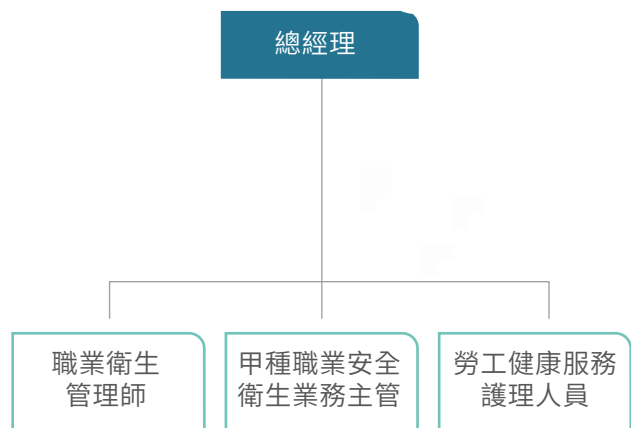 總經理
職業衛生
管理師
甲種職業安全
衛生業務主管
勞工健康服務
護理人員